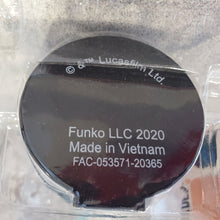 © & ™ Lucasfilm Ltd.
Funko LLC 2020
Made in Vietnam
FAC-053571-20365